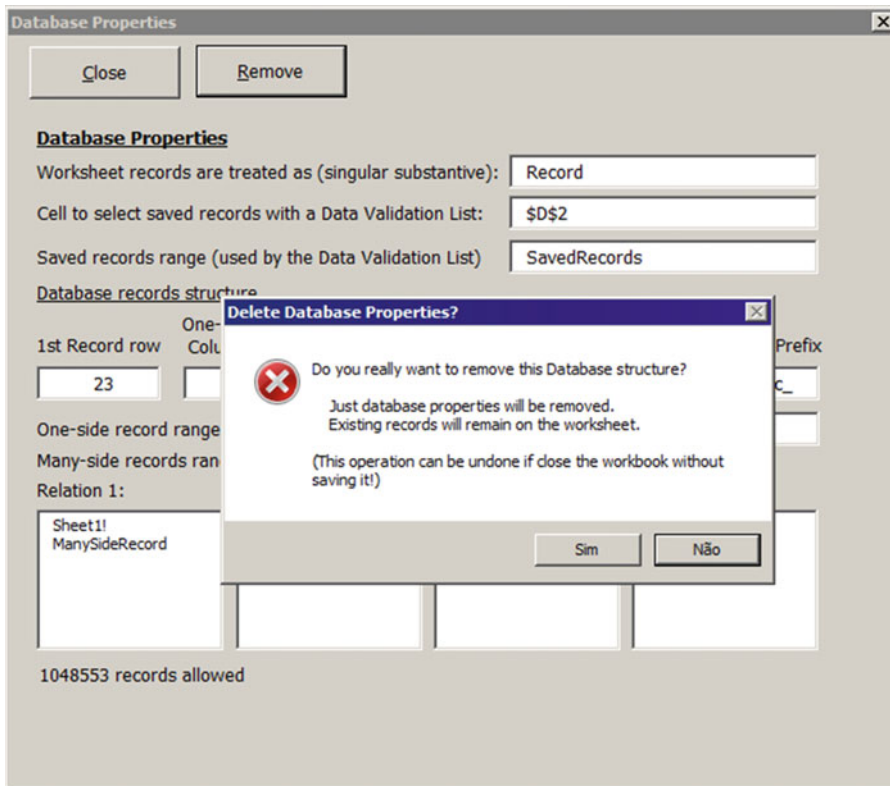 Database Properties
Close
Remove
Database Properties
Worksheet records are treated as (singular substantive):
Record
Cell to select saved records with a Data Validation List:
$D$2
Saved records range (used by the Data Validation List)
SavedRecords
Database records structure
Delete Database Properties?
One-
1st Record row
Prefix
23
c_
Do you really want to remove this Database structure?
Just database properties will be removed.
Existing records will remain on the worksheet.
(This operation can be undone if close the workbook without
saving it!)
One-side record range
Many-side records ran
Relation 1:
Sim
Não
Sheet1!
ManySideRecord
1048553 records allowed